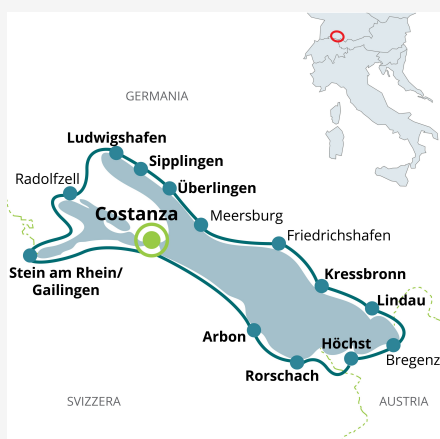 GERMANIA
Ludwigshafen
Sipplingen
Radolfzell
Überlingen
Costanza
Meersburg
Friedrichshafen
Stein am Rhein/
Gailingen
Kressbronn
Lindau
Arbon
Höchst
Bregenz
Rorschach
SVIZZERA
AUSTRIA